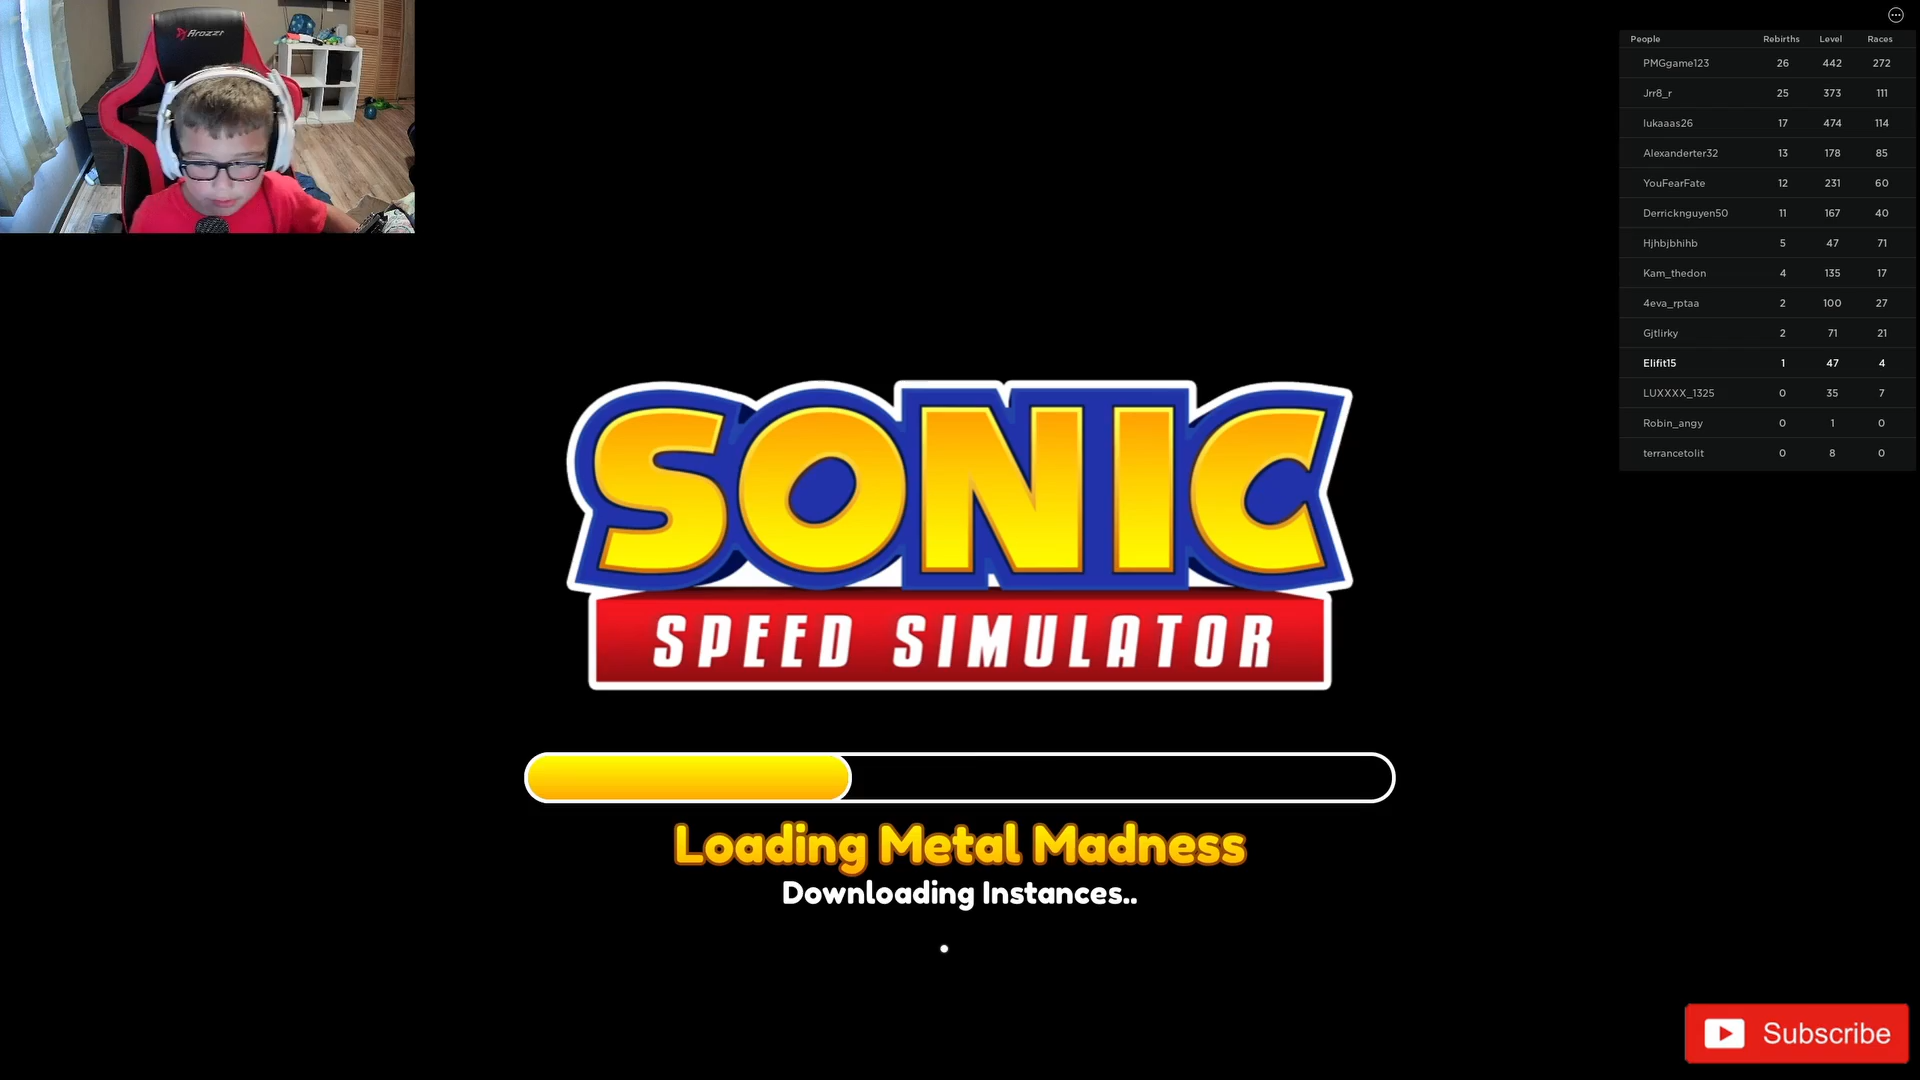 Arozzi
People Rebirths Level Races
PMGgame123 26 442 272
Jrr8_r 25 373 111
lukaaas26 17 474 114
Alexanderter32 13 178 85
YouFearFate 12 231 60
Derricknguyen50 11 167 40
Hjhbjbhihb 5 47 71
Kam_thedon 4 135 17
4eva_rptaa 2 100 27
Gjtlirky 2 71 21
Elifit15 1 47 4
LUXXXX_1325 0 35 7
Robin_angy 0 1 0
terrancetolit 0 8 0
SONIC
SPEED SIMULATOR
Loading Metal Madness
Downloading Instances..
Subscribe